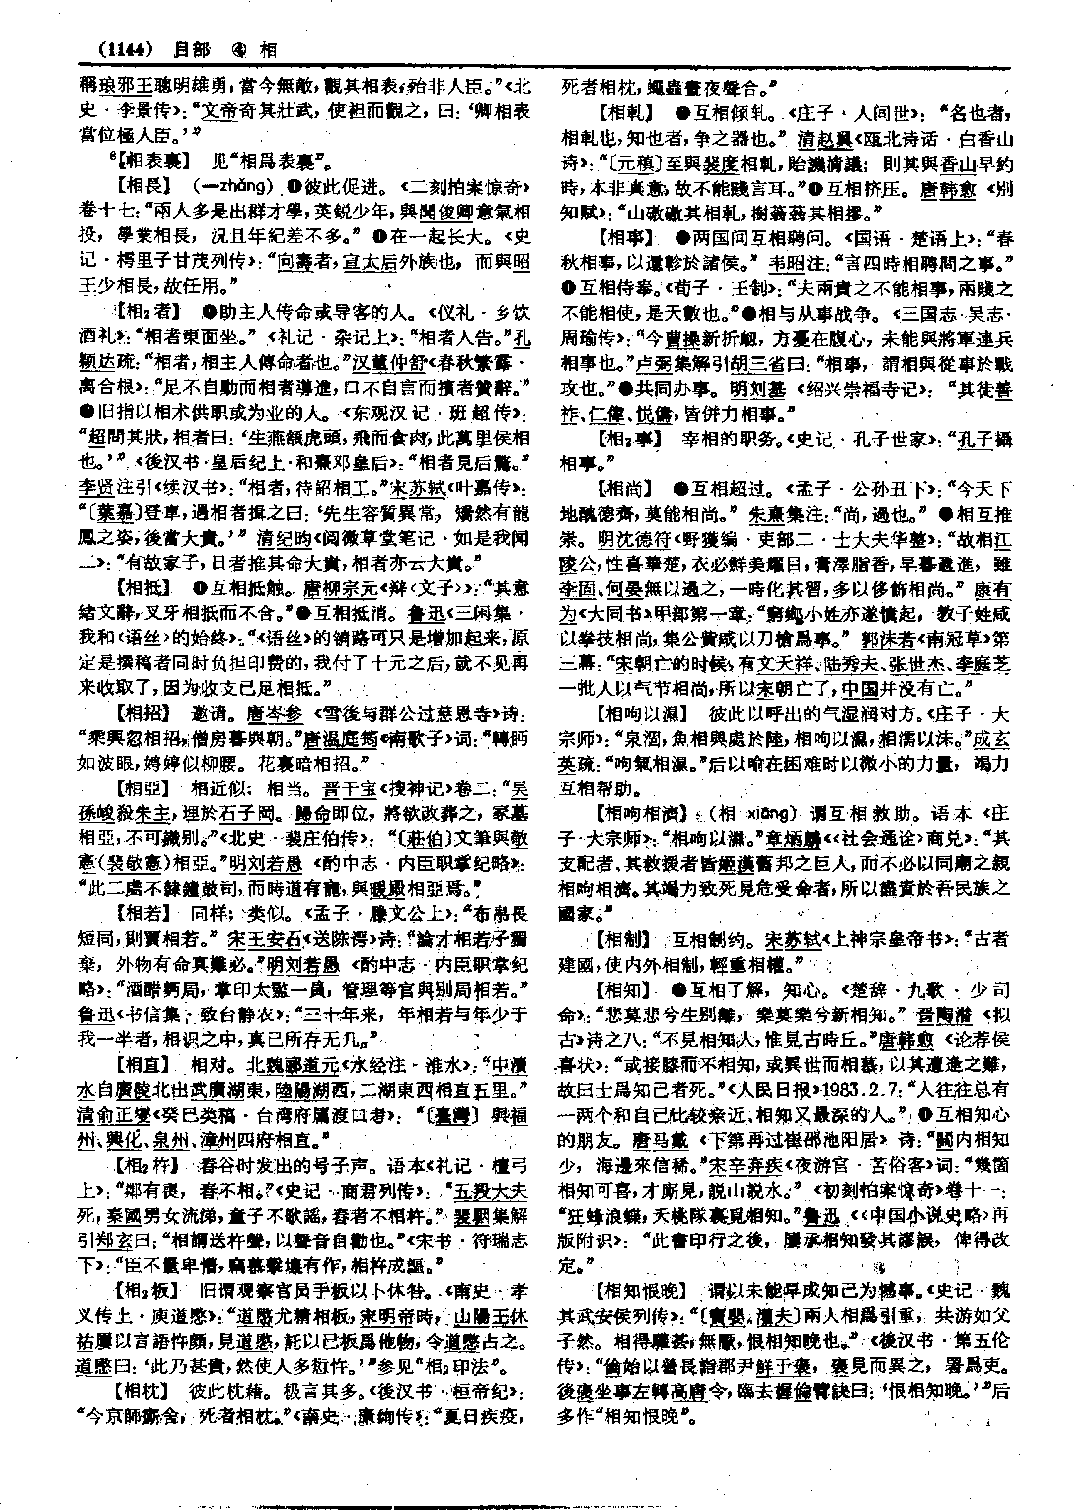 (1144) 目部 ④ 相
稱琅邪王聰明雄勇，當今無敵，觀其相表，殆非人臣。”《北
史·李景传》：“文帝奇其壮武，使袒而觀之，曰：‘卿相表
當位極人臣。’”
【相表裏】 见“相爲表裏”。
【相長】 （—zhǎng）❶彼此促进。《二刻拍案惊奇》
卷十七：“兩人多是出群才學，英鋭少年，與聞俊卿意氣相
投，學業相長，況且年紀差不多。”❷在一起长大。《史
记·樗里子甘茂列传》：“向壽者，宣太后外族也，而與昭
王少相長，故任用。”
【相₂者】 ❶助主人传命或导客的人。《仪礼·乡饮
酒礼》：“相者東面坐。”《礼记·杂记上》：“相者人告。”孔
颖达疏：“相者，相主人傳命者也。”汉董仲舒《春秋繁露·
离合根》：“足不自動而相者導進，口不自言而擯者贊辭。”
❷旧指以相术供职或为业的人。《东观汉记·班超传》：
“超問其狀，相者曰：‘生燕頷虎頭，飛而食肉，此萬里侯相
也。’”《後汉书·皇后纪上·和熹邓皇后》：“相者見后驚。”
李贤注引《续汉书》：“相者，待詔相工。”宋苏轼《叶嘉传》：
“〔葉嘉〕登車，遇相者揖之曰：‘先生容質異常，矯然有龍
鳳之姿，後當大貴。’”清纪昀《阅微草堂笔记·如是我闻
二》：“有故家子，日者推其命大貴，相者亦云大貴。”
【相抵】 ❶互相抵触。唐柳宗元《辩〈文子〉》：“其意
緒文辭，叉牙相抵而不合。”❷互相抵消。鲁迅《三闲集·
我和〈语丝〉的始终》：“《语丝》的销路可只是增加起来，原
定是撰稿者同时负担印费的，我付了十元之后，就不见再
来收取了，因为收支已足相抵。”
【相招】 邀请。唐岑参《雪後与群公过慈恩寺》诗：
“乘興忽相招，僧房暮與朝。”唐温庭筠《南歌子》词：“轉眄
如波眼，娉婷似柳腰。花裏暗相招。”
【相亞】 相近似；相当。晋干宝《搜神记》卷二：“吴
孫峻殺朱主，埋於石子岡。歸命即位，將欲改葬之，冢墓
相亞，不可識别。”《北史·裴庄伯传》：“〔莊伯〕文筆與敬
憲（裴敬憲）相亞。”明刘若愚《酌中志·内臣职掌纪略》：
“此二處不隸鐘鼓司，而時道有寵，與暖殿相亞焉。”
【相若】 同样；类似。《孟子·滕文公上》：“布帛長
短同，則賈相若。”宋王安石《送陈谔》诗：“論才相若子獨
棄，外物有命真難必。”明刘若愚《酌中志·内臣职掌纪
略》：“酒醋麪局，掌印太監一員，管理等官與别局相若。”
鲁迅《书信集·致台静农》：“三十年来，年相若与年少于
我一半者，相识之中，真已所存无几。”
【相直】 相对。北魏郦道元《水经注·淮水》：“中瀆
水自廣陵北出武廣湖東，陸陽湖西，二湖東西相直五里。”
清俞正燮《癸巳类稿·台湾府属渡口考》：“〔臺灣〕與福
州、興化、泉州、漳州四府相直。”
【相₂杵】 舂谷时发出的号子声。语本《礼记·檀弓
上》：“鄰有喪，舂不相。”《史记·商君列传》：“五羖大夫
死，秦國男女流涕，童子不歌謡，舂者不相杵。”裴駰集解
引郑玄曰：“相謂送杵聲，以聲音自勸也。”《宋书·符瑞志
下》：“臣不量卑懵，竊慕擊壤有作，相杵成謳。”
【相₂板】 旧谓观察官员手板以卜休咎。《南史·孝
义传上·庾道愍》：“道愍尤精相板，宋明帝時，山陽王休
祐屢以言語忤顔，見道愍，託以己板爲他物，令道愍占之。
道愍曰：‘此乃甚貴，然使人多愆忤。’”参见“相₂印法”。
【相枕】 彼此枕藉。极言其多。《後汉书·桓帝纪》：
“今京師廝舍，死者相枕。”《南史·康绚传》：“夏日疾疫，
死者相枕，蠅蟲晝夜聲合。”
【相軋】 ❶互相倾轧。《庄子·人间世》：“名也者，
相軋也，知也者，争之器也。”清赵翼《瓯北诗话·白香山
诗》：“〔元稹〕至與裴度相軋，貽譏清議；則其與香山早約
時，本非真意，故不能踐言耳。”❷互相挤压。唐韩愈《别
知赋》：“山磝磝其相軋，樹蓊蓊其相摎。”
【相事】 ❶两国间互相聘问。《国语·楚语上》：“春
秋相事，以還軫於諸侯。”韦昭注：“言四時相聘問之事。”
❷互相侍奉。《荀子·王制》：“夫兩貴之不能相事，兩賤之
不能相使，是天數也。”❸相与从事战争。《三国志·吴志·
周瑜传》：“今曹操新折衂，方憂在腹心，未能與將軍連兵
相事也。”卢弼集解引胡三省曰：“相事，謂相與從事於戰
攻也。”❹共同办事。明刘基《绍兴崇福寺记》：“其徒善
祚、仁偉、悦儔，皆併力相事。”
【相₂事】 宰相的职务。《史记·孔子世家》：“孔子攝
相事。”
【相尚】 ❶互相超过。《孟子·公孙丑下》：“今天下
地醜德齊，莫能相尚。”朱熹集注：“尚，過也。”❷相互推
崇。明沈德符《野獲编·吏部二·士大夫华整》：“故相江
陵公，性喜華楚，衣必鮮美耀目，膏澤脂香，早暮遞進，雖
李固、何晏無以過之，一時化其習，多以侈飾相尚。”康有
为《大同书》甲部第一章：“窮鄉小姓亦遂憤起，教子姓咸
以拳技相尚，集公貲咸以刀槍爲事。”郭沫若《南冠草》第
三幕：“宋朝亡的时候，有文天祥、陆秀夫、张世杰、李庭芝
一批人以气节相尚，所以宋朝亡了，中国并没有亡。”
【相呴以濕】 彼此以呼出的气湿润对方。《庄子·大
宗师》：“泉涸，魚相與處於陸，相呴以濕，相濡以沫。”成玄
英疏：“呴氣相濕。”后以喻在困难时以微小的力量，竭力
互相帮助。
【相呴相濟】 （相 xiāng）谓互相救助。语本《庄
子·大宗师》：“相呴以濕。”章炳麟《〈社会通诠〉商兑》：“其
支配者、其救援者皆姬漢舊邦之巨人，而不必以同廟之親
相呴相濟。其竭力致死見危受命者，所以盡責於吾民族之
國家。”
【相制】 互相制约。宋苏轼《上神宗皇帝书》：“古者
建國，使内外相制，輕重相權。”
【相知】 ❶互相了解，知心。《楚辞·九歌·少司
命》：“悲莫悲兮生别離，樂莫樂兮新相知。”晋陶潜《拟
古》诗之八：“不見相知人，惟見古時丘。”唐韩愈《论荐侯
喜状》：“或接膝而不相知，或異世而相慕，以其遭逢之難，
故曰士爲知己者死。”《人民日报》1983.2.7：“人往往总有
一两个和自己比较亲近、相知又最深的人。”❷互相知心
的朋友。唐马戴《下第再过崔邵池阳居》诗：“關内相知
少，海邊來信稀。”宋辛弃疾《夜游宫·苦俗客》词：“幾箇
相知可喜，才厮見，説山説水。”《初刻拍案惊奇》卷十一：
“狂蜂浪蝶，夭桃隊裏覓相知。”鲁迅《〈中国小说史略〉再
版附识》：“此書印行之後，屢承相知發其謬誤，俾得改
定。”
【相知恨晚】 谓以未能早成知己为憾事。《史记·魏
其武安侯列传》：“〔竇嬰、灌夫〕兩人相爲引重，共游如父
子然。相得驩甚，無厭，恨相知晚也。”《後汉书·第五伦
传》：“倫始以營長詣郡尹鮮于褒，褒見而異之，署爲吏。
後褒坐事左轉高唐令，臨去握倫臂訣曰：‘恨相知晚。’”后
多作“相知恨晚”。